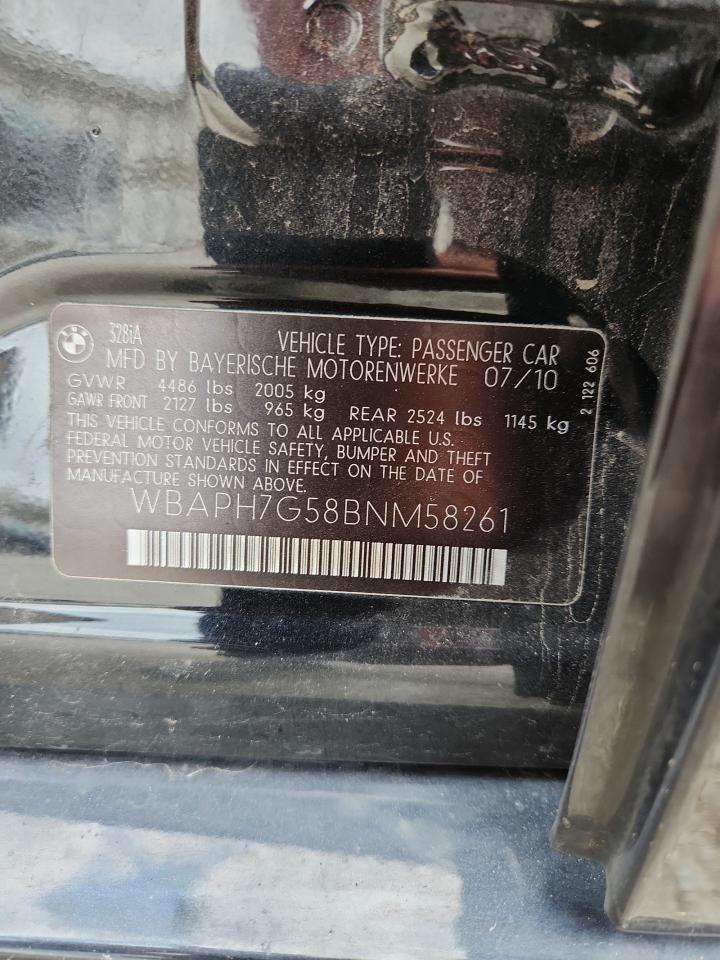 328iA
VEHICLE TYPE: PASSENGER CAR
MFD BY BAYERISCHE MOTORENWERKE 07/10
GVWR 4486 lbs 2005 kg
GAWR FRONT 2127 lbs 965 kg REAR 2524 lbs 1145 kg
THIS VEHICLE CONFORMS TO ALL APPLICABLE U.S.
FEDERAL MOTOR VEHICLE SAFETY, BUMPER AND THEFT
PREVENTION STANDARDS IN EFFECT ON THE DATE OF
MANUFACTURE SHOWN ABOVE.
WBAPH7G58BNM58261
2 122 606